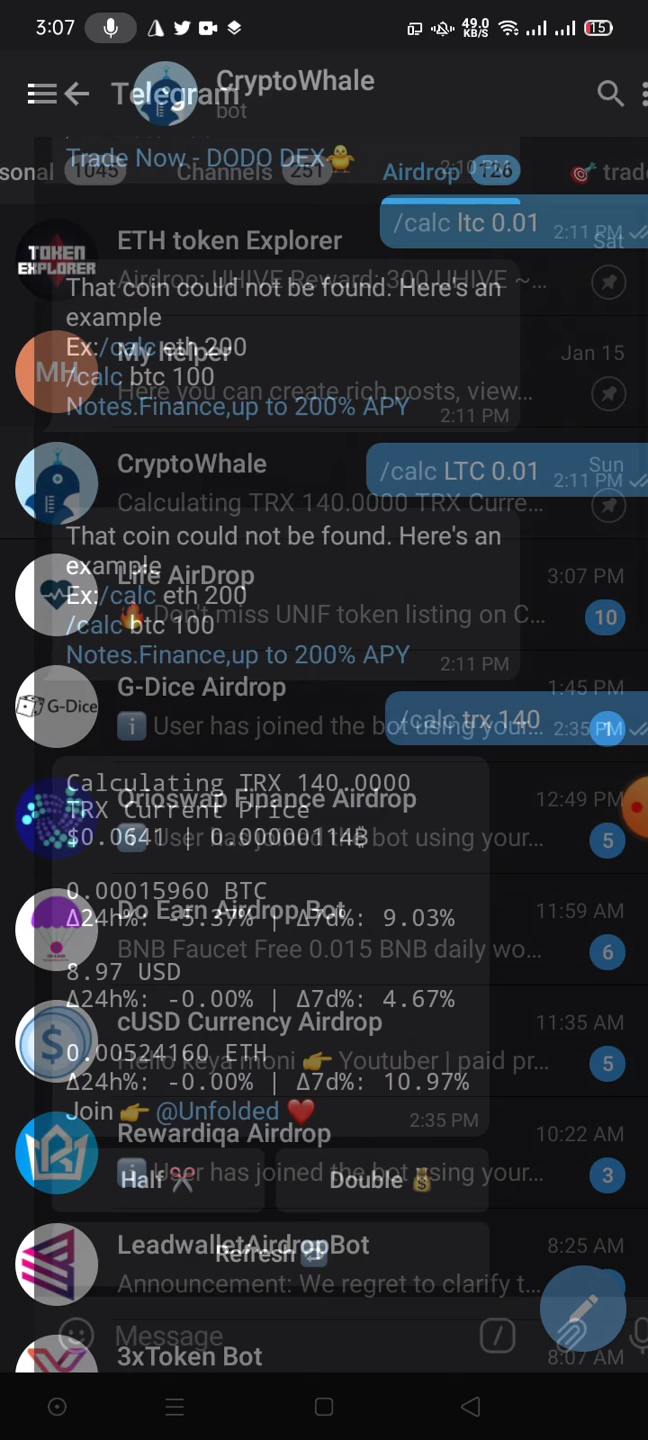 3:07
49.0
KB/S
15
Telegram
CryptoWhale
bot
Trade Now - DODO DEX🐥
2:10 PM
sonal 1045
Channels 251
Airdrop 126
🎯 trad
/calc ltc 0.01
2:11 PM
TOKEN
EXPLORER
ETH token Explorer
Sat
Airdrop: UHIVE Reward: 300 UHIVE ~...
That coin could not be found. Here's an
example
Ex:/calc eth 200
/calc btc 100
Notes.Finance,up to 200% APY
2:11 PM
MH
My helper
Jan 15
Here you can create rich posts, view...
CryptoWhale
Sun
Calculating TRX 140.0000 TRX Curre...
/calc LTC 0.01
2:11 PM
That coin could not be found. Here's an
example
Ex:/calc eth 200
/calc btc 100
Notes.Finance,up to 200% APY
2:11 PM
Life AirDrop
3:07 PM
🔥 Don't miss UNIF token listing on C...
10
G-Dice
G-Dice Airdrop
1:45 PM
ℹ️ User has joined the bot using your...
1
/calc trx 140
2:35 PM
Calculating TRX 140.0000
TRX Current Price
$0.0641 | 0.00000114₿
0.00015960 BTC
Δ24h%: -5.37% | Δ7d%: 9.03%
8.97 USD
Δ24h%: -0.00% | Δ7d%: 4.67%
0.00524160 ETH
Δ24h%: -0.00% | Δ7d%: 10.97%
Join 👉 @Unfolded ❤️
2:35 PM
Orioswap Finance Airdrop
12:49 PM
ℹ️ User has joined the bot using your...
5
Do Earn Airdrop Bot
11:59 AM
BNB Faucet Free 0.015 BNB daily wo...
6
cUSD Currency Airdrop
11:35 AM
Hello keya moni 👉 Youtuber | paid pr...
5
Rewardiqa Airdrop
10:22 AM
ℹ️ User has joined the bot using your...
3
Half ✂️
Double 💰
LeadwalletAirdropBot
8:25 AM
Announcement: We regret to clarify t...
Refresh 🔄
Message
3xToken Bot
8:07 AM